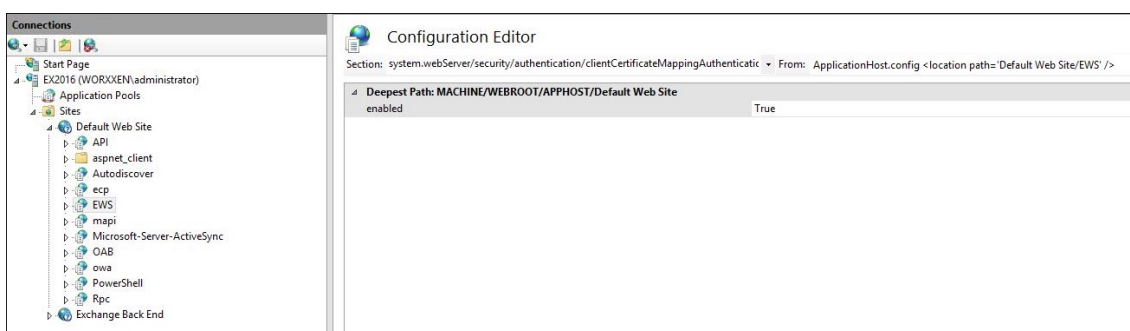 Connections
Start Page
EX2016 (WORXXEN\administrator)
Application Pools
Sites
Default Web Site
API
aspnet_client
Autodiscover
ecp
EWS
mapi
Microsoft-Server-ActiveSync
OAB
owa
PowerShell
Rpc
Exchange Back End
Configuration Editor
Section: system.webServer/security/authentication/clientCertificateMappingAuthenticatic From: ApplicationHost.config <location path='Default Web Site/EWS' />
Deepest Path: MACHINE/WEBROOT/APPHOST/Default Web Site
enabled True